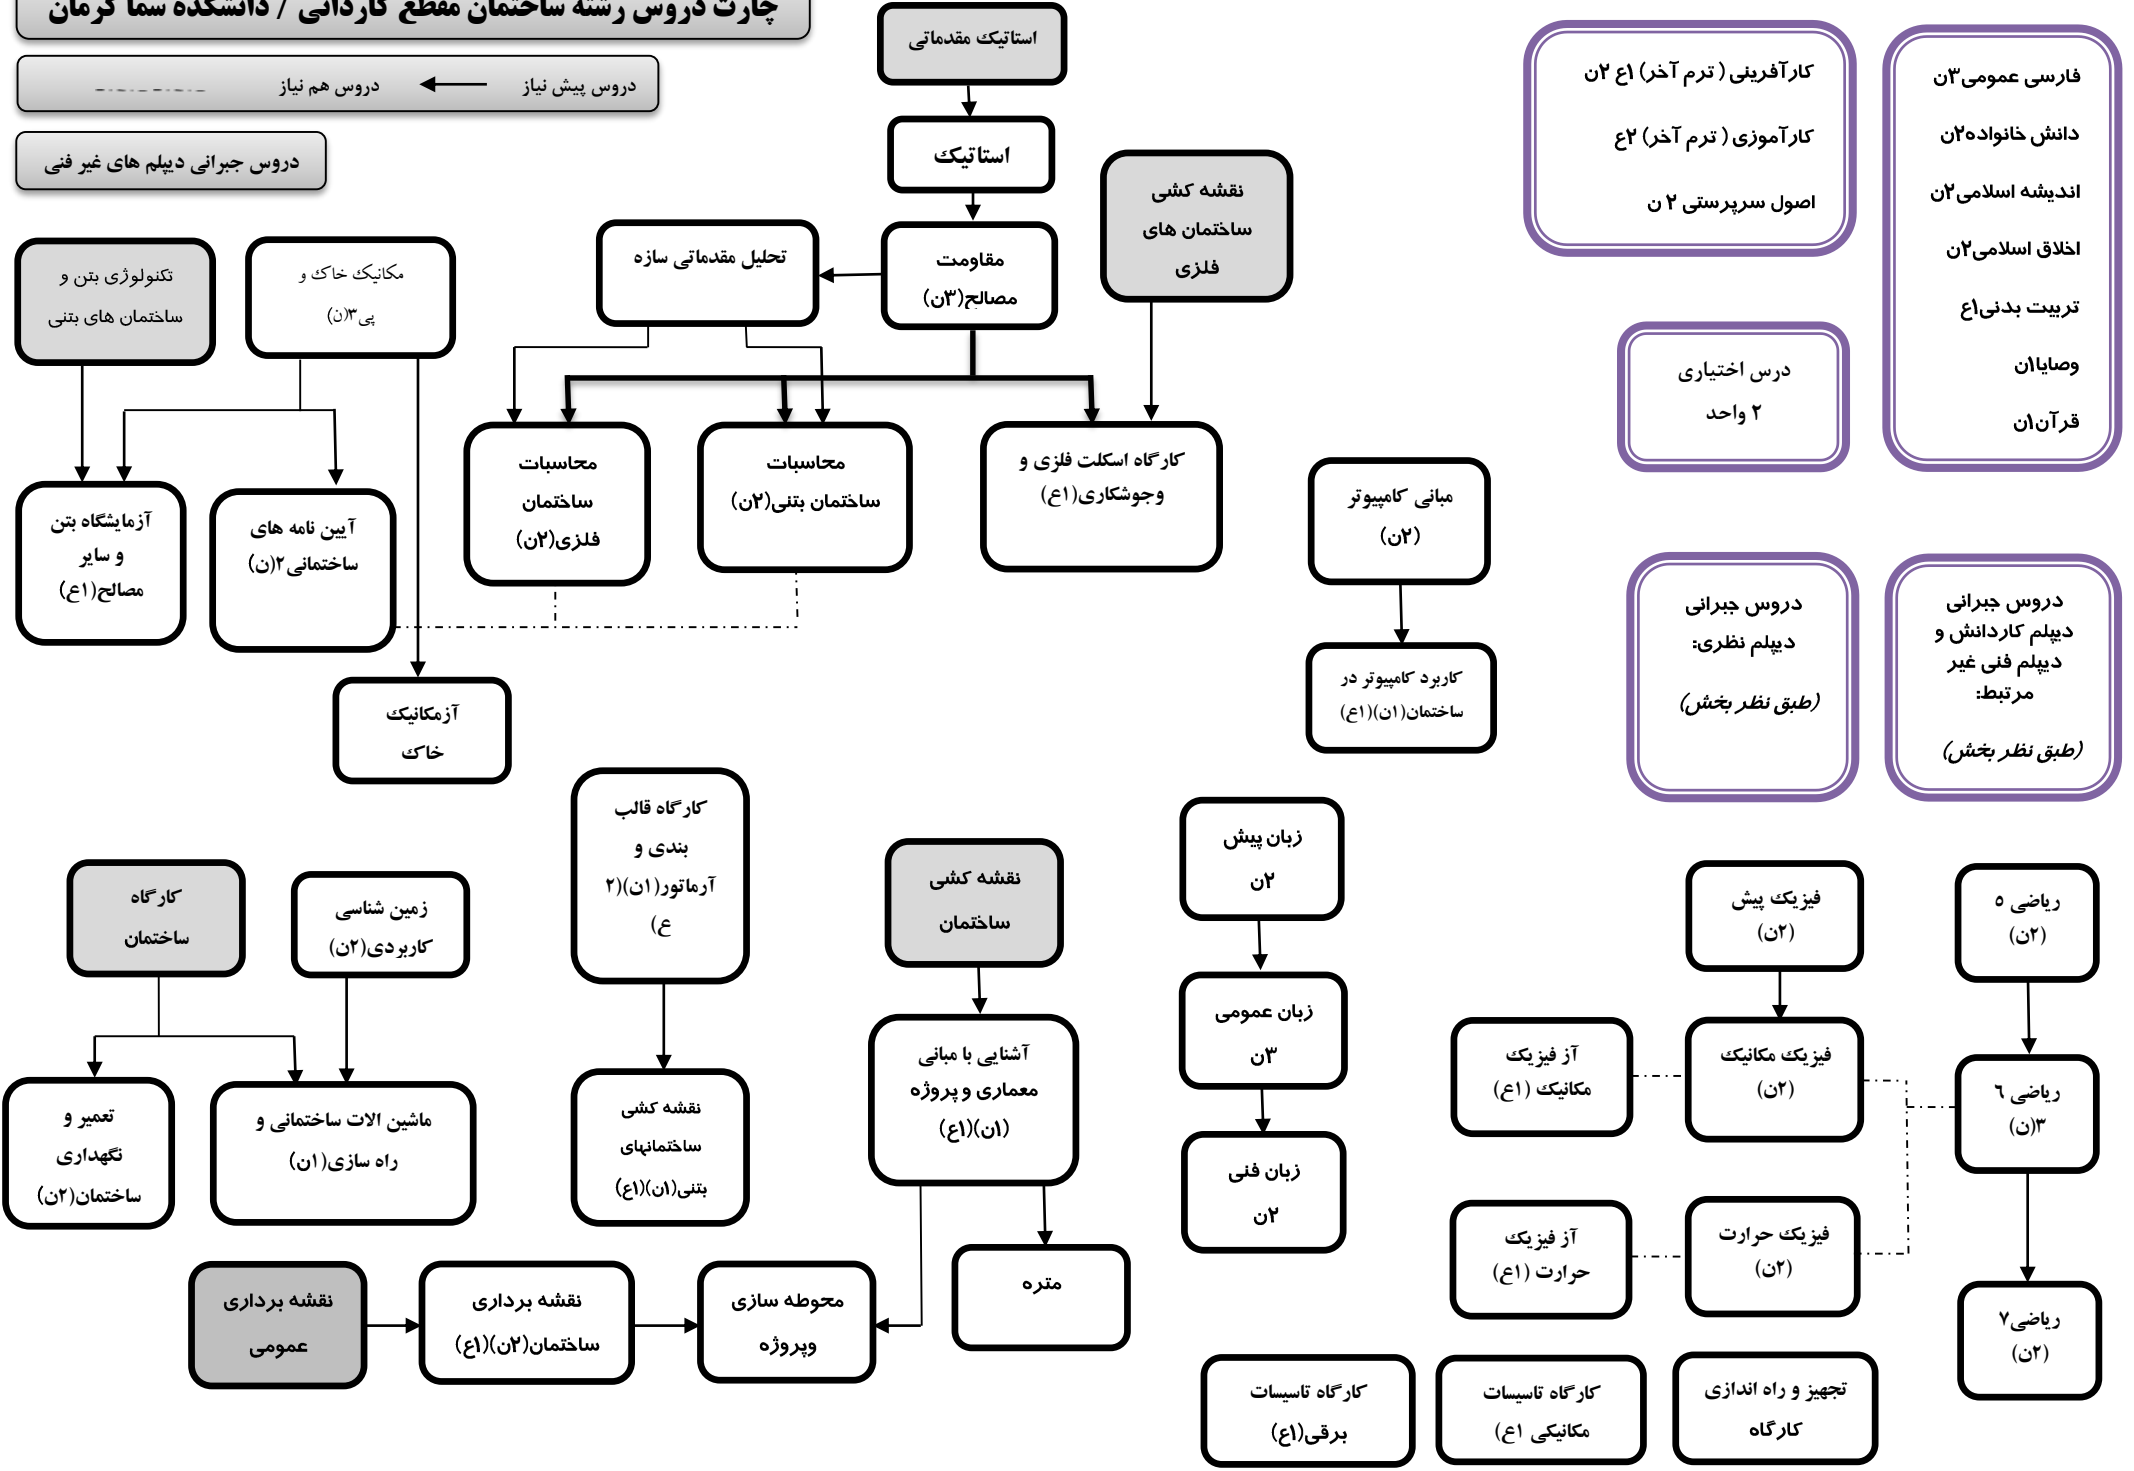 چارت دروس رشته ساختمان مقطع کاردانی / دانشکده سما کرمان
دروس پیش نیاز
دروس هم نیاز
دروس جبرانی دیپلم های غیر فنی
فارسی عمومی۳ن
دانش خانواده۲ن
اندیشه اسلامی۲ن
اخلاق اسلامی۲ن
تربیت بدنی۱ع
وصایا۱ن
قرآن۱ن
کارآفرینی ( ترم آخر) ۱ع ۲ن
کارآموزی ( ترم آخر) ۲ع
اصول سرپرستی ۲ ن
درس اختیاری
۲ واحد
دروس جبرانی
دیپلم کاردانش و
دیپلم فنی غیر
مرتبط:
(طبق نظر بخش)
دروس جبرانی
دیپلم نظری:
(طبق نظر بخش)
استاتیک مقدماتی
استاتیک
مقاومت
مصالح(۳ن)
تحلیل مقدماتی سازه
نقشه کشی
ساختمان های
فلزی
کارگاه اسکلت فلزی و
وجوشکاری(۱ع)
محاسبات
ساختمان بتنی(۲ن)
محاسبات
ساختمان
فلزی(۲ن)
مکانیک خاک و
پی۳(ن)
تکنولوژی بتن و
ساختمان های بتنی
آیین نامه های
ساختمانی۲(ن)
آزمایشگاه بتن
و سایر
مصالح(۱ع)
آزمکانیک
خاک
مبانی کامپیوتر
(۲ن)
کاربرد کامپیوتر در
ساختمان(۱ن)(۱ع)
ریاضی ۵
(۲ن)
ریاضی ۶
۳(ن)
ریاضی۷
(۲ن)
فیزیک پیش
(۲ن)
فیزیک مکانیک
(۲ن)
آز فیزیک
مکانیک (۱ع)
فیزیک حرارت
(۲ن)
آز فیزیک
حرارت (۱ع)
تجهیز و راه اندازی
کارگاه
کارگاه تاسیسات
مکانیکی ۱ع)
کارگاه تاسیسات
برقی(۱ع)
زبان پیش
۲ن
زبان عمومی
۳ن
زبان فنی
۲ن
نقشه کشی
ساختمان
آشنایی با مبانی
معماری و پروژه
(۱ن)(۱ع)
متره
کارگاه قالب
بندی و
آرماتور(۱ن)(۲
ع)
نقشه کشی
ساختمانهای
بتنی(۱ن)(۱ع)
زمین شناسی
کاربردی(۲ن)
کارگاه
ساختمان
ماشین الات ساختمانی و
راه سازی(۱ن)
تعمیر و
نگهداری
ساختمان(۲ن)
نقشه برداری
عمومی
نقشه برداری
ساختمان(۲ن)(۱ع)
محوطه سازی
وپروژه